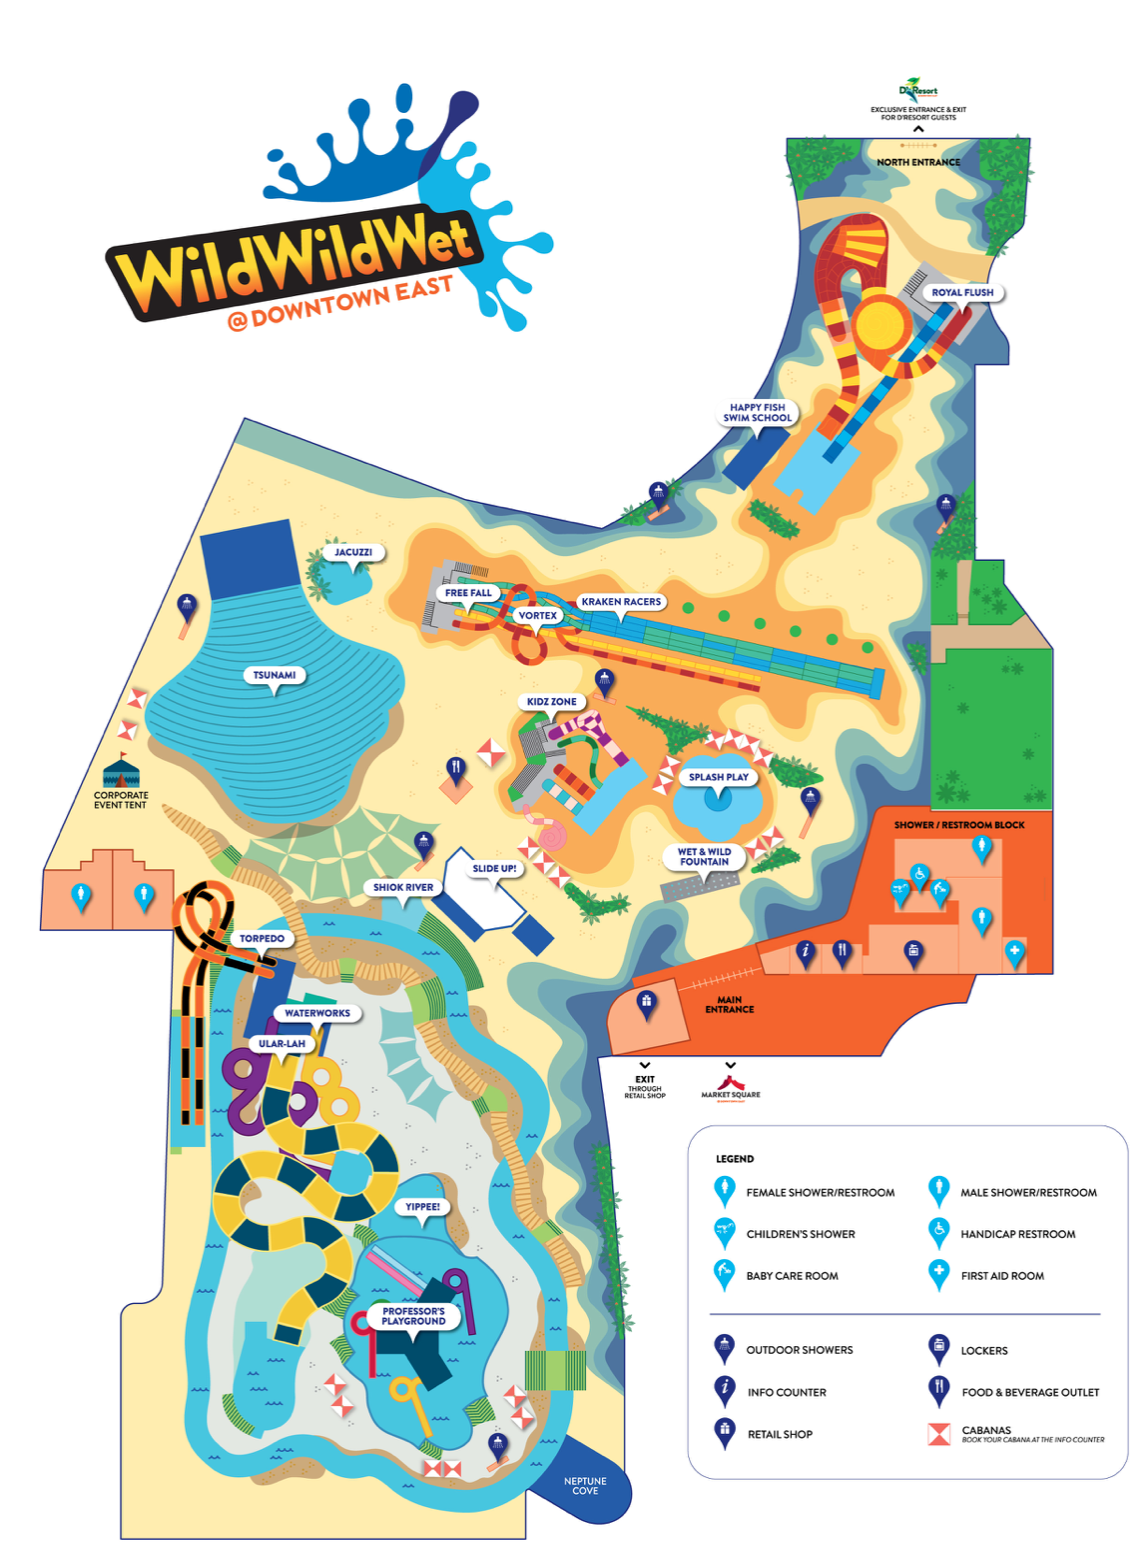 D'Resort
EXCLUSIVE ENTRANCE & EXIT
FOR D'RESORT GUESTS
NORTH ENTRANCE
WildWildWet
@ DOWNTOWN EAST
ROYAL FLUSH
HAPPY FISH
SWIM SCHOOL
JACUZZI
FREE FALL
KRAKEN RACERS
VORTEX
TSUNAMI
KIDZ ZONE
SPLASH PLAY
CORPORATE
EVENT TENT
SHOWER / RESTROOM BLOCK
WET & WILD
FOUNTAIN
SLIDE UP!
SHIOK RIVER
TORPEDO
MAIN
ENTRANCE
WATERWORKS
ULAR-LAH
EXIT
THROUGH
RETAIL SHOP
MARKET SQUARE
YIPPEE!
PROFESSOR'S
PLAYGROUND
NEPTUNE
COVE
LEGEND
FEMALE SHOWER/RESTROOM
MALE SHOWER/RESTROOM
CHILDREN'S SHOWER
HANDICAP RESTROOM
BABY CARE ROOM
FIRST AID ROOM
OUTDOOR SHOWERS
LOCKERS
INFO COUNTER
FOOD & BEVERAGE OUTLET
RETAIL SHOP
CABANAS
BOOK YOUR CABANA AT THE INFO COUNTER